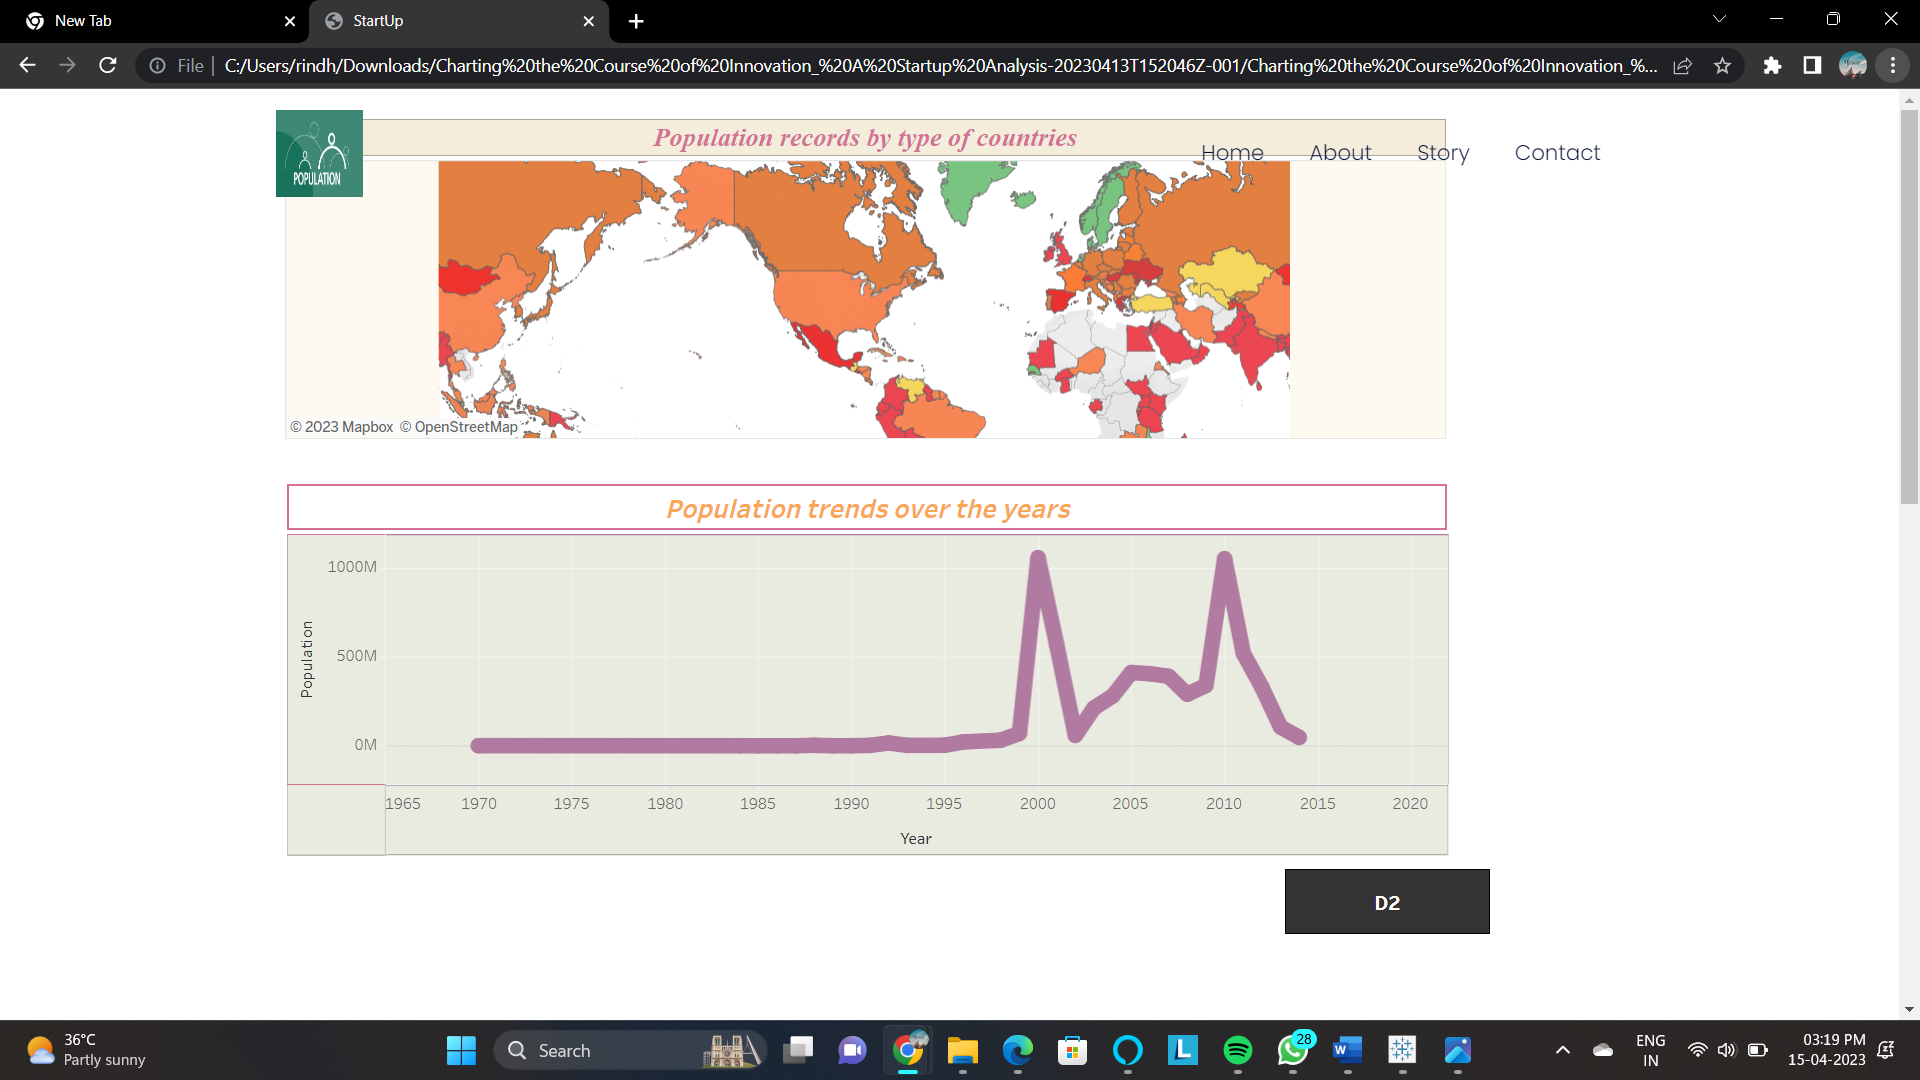 New Tab
StartUp
File
C:/Users/rindh/Downloads/Charting%20the%20Course%20of%20Innovation_%20A%20Startup%20Analysis-20230413T152046Z-001/Charting%20the%20Course%20of%20Innovation_%...
POPULATION
Population records by type of countries
Home About Story Contact
© 2023 Mapbox © OpenStreetMap
Population trends over the years
Population
1000M
500M
0M
1965 1970 1975 1980 1985 1990 1995 2000 2005 2010 2015 2020
Year
D2
36°C
Partly sunny
Search
L
28
W
ENG
IN
03:19 PM
15-04-2023